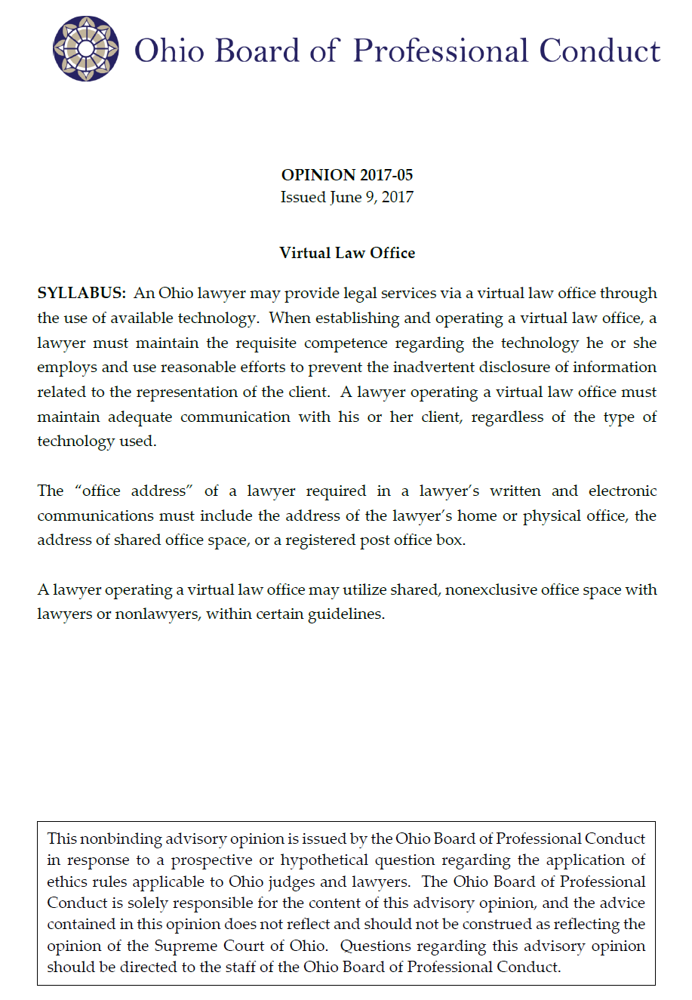 Ohio Board of Professional Conduct
OPINION 2017-05
Issued June 9, 2017
Virtual Law Office
SYLLABUS:  An Ohio lawyer may provide legal services via a virtual law office through
the use of available technology.  When establishing and operating a virtual law office, a
lawyer must maintain the requisite competence regarding the technology he or she
employs and use reasonable efforts to prevent the inadvertent disclosure of information
related to the representation of the client.  A lawyer operating a virtual law office must
maintain adequate communication with his or her client, regardless of the type of
technology used.
The “office address” of a lawyer required in a lawyer’s written and electronic
communications must include the address of the lawyer’s home or physical office, the
address of shared office space, or a registered post office box.
A lawyer operating a virtual law office may utilize shared, nonexclusive office space with
lawyers or nonlawyers, within certain guidelines.
This nonbinding advisory opinion is issued by the Ohio Board of Professional Conduct
in response to a prospective or hypothetical question regarding the application of
ethics rules applicable to Ohio judges and lawyers.  The Ohio Board of Professional
Conduct is solely responsible for the content of this advisory opinion, and the advice
contained in this opinion does not reflect and should not be construed as reflecting the
opinion of the Supreme Court of Ohio.  Questions regarding this advisory opinion
should be directed to the staff of the Ohio Board of Professional Conduct.